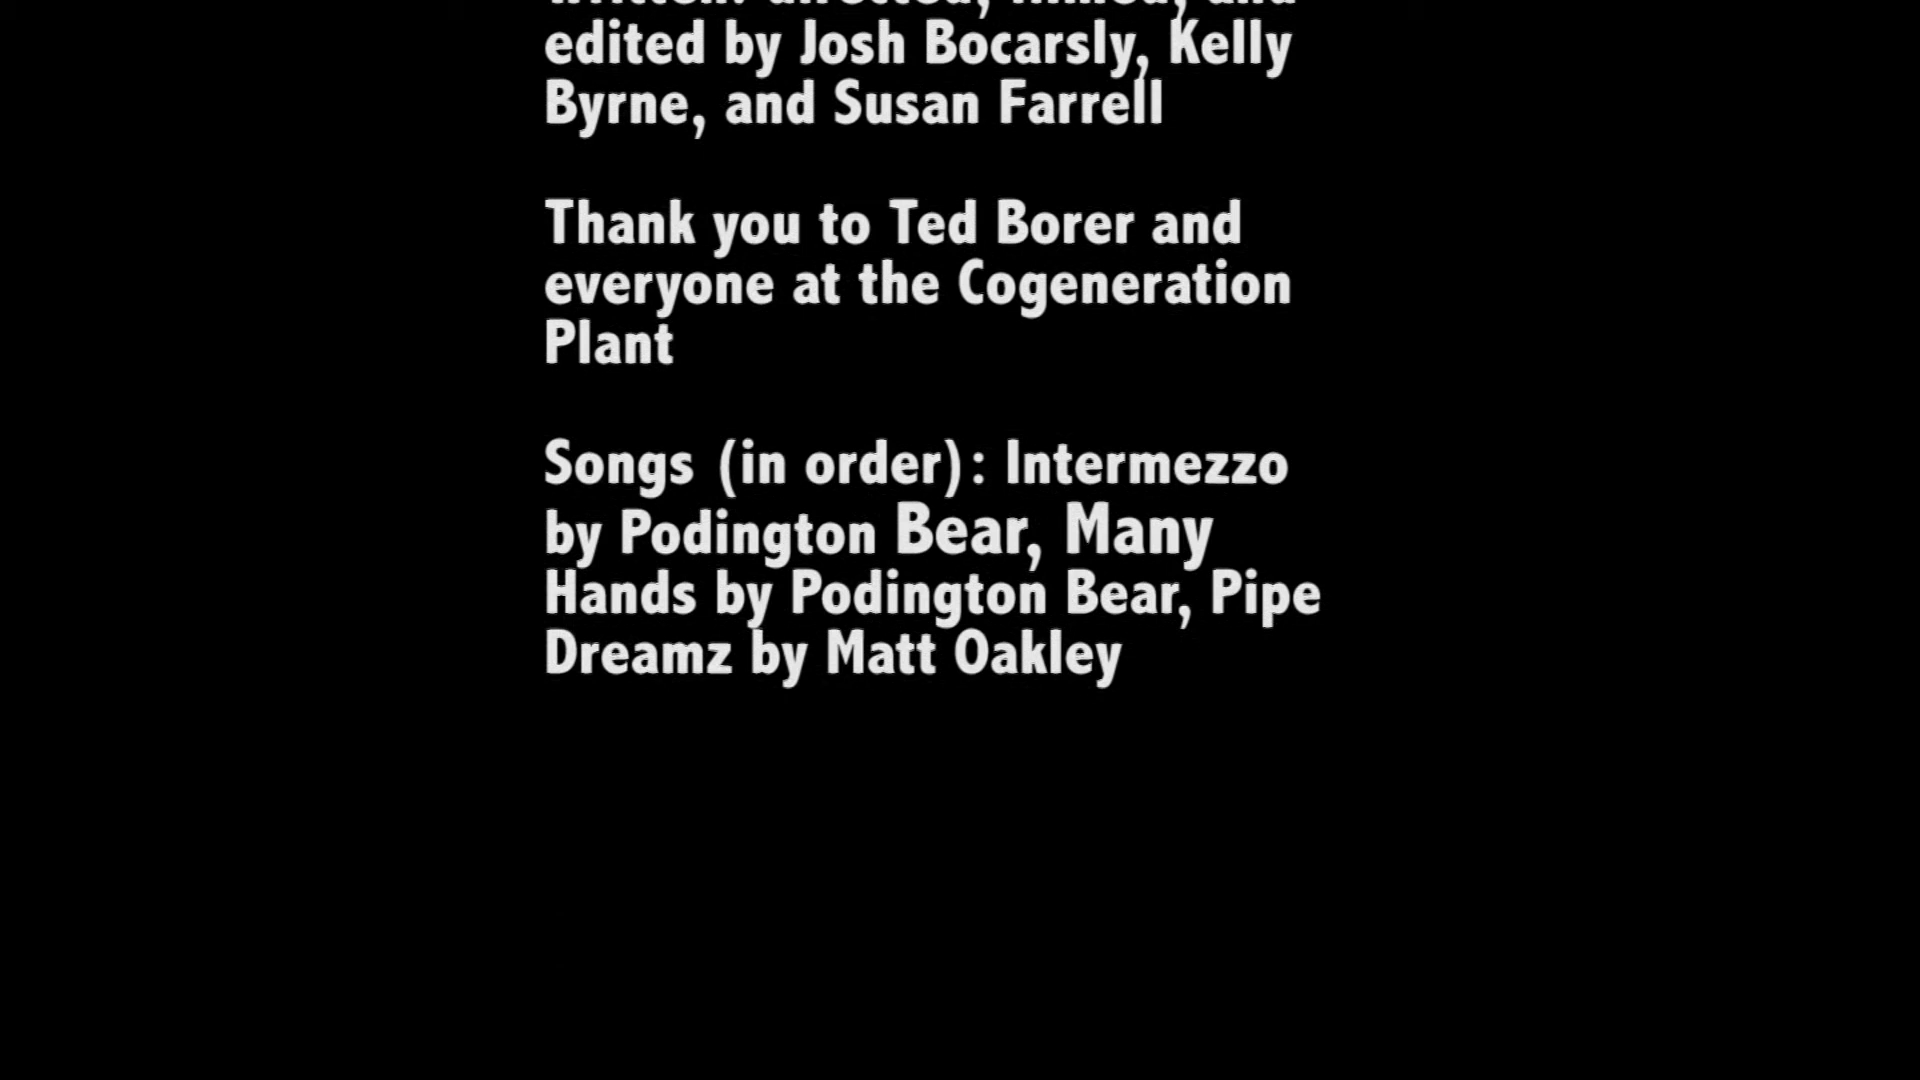 edited by Josh Bocarsly, Kelly
Byrne, and Susan Farrell
Thank you to Ted Borer and
everyone at the Cogeneration
Plant
Songs (in order): Intermezzo
by Podington Bear, Many
Hands by Podington Bear, Pipe
Dreamz by Matt Oakley